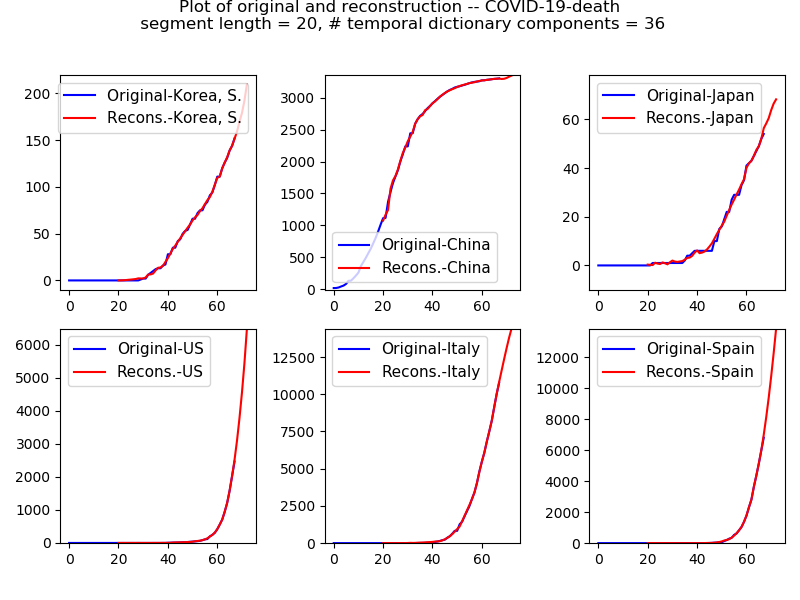 Plot of original and reconstruction -- COVID-19-death
segment length = 20, # temporal dictionary components = 36
200
150
100
50
0
0 20 40 60
Original-Korea, S.
Recons.-Korea, S.
3000
2500
2000
1500
1000
500
0
0 20 40 60
Original-China
Recons.-China
60
40
20
0
0 20 40 60
Original-Japan
Recons.-Japan
6000
5000
4000
3000
2000
1000
0
0 20 40 60
Original-US
Recons.-US
12500
10000
7500
5000
2500
0
0 20 40 60
Original-Italy
Recons.-Italy
12000
10000
8000
6000
4000
2000
0
0 20 40 60
Original-Spain
Recons.-Spain